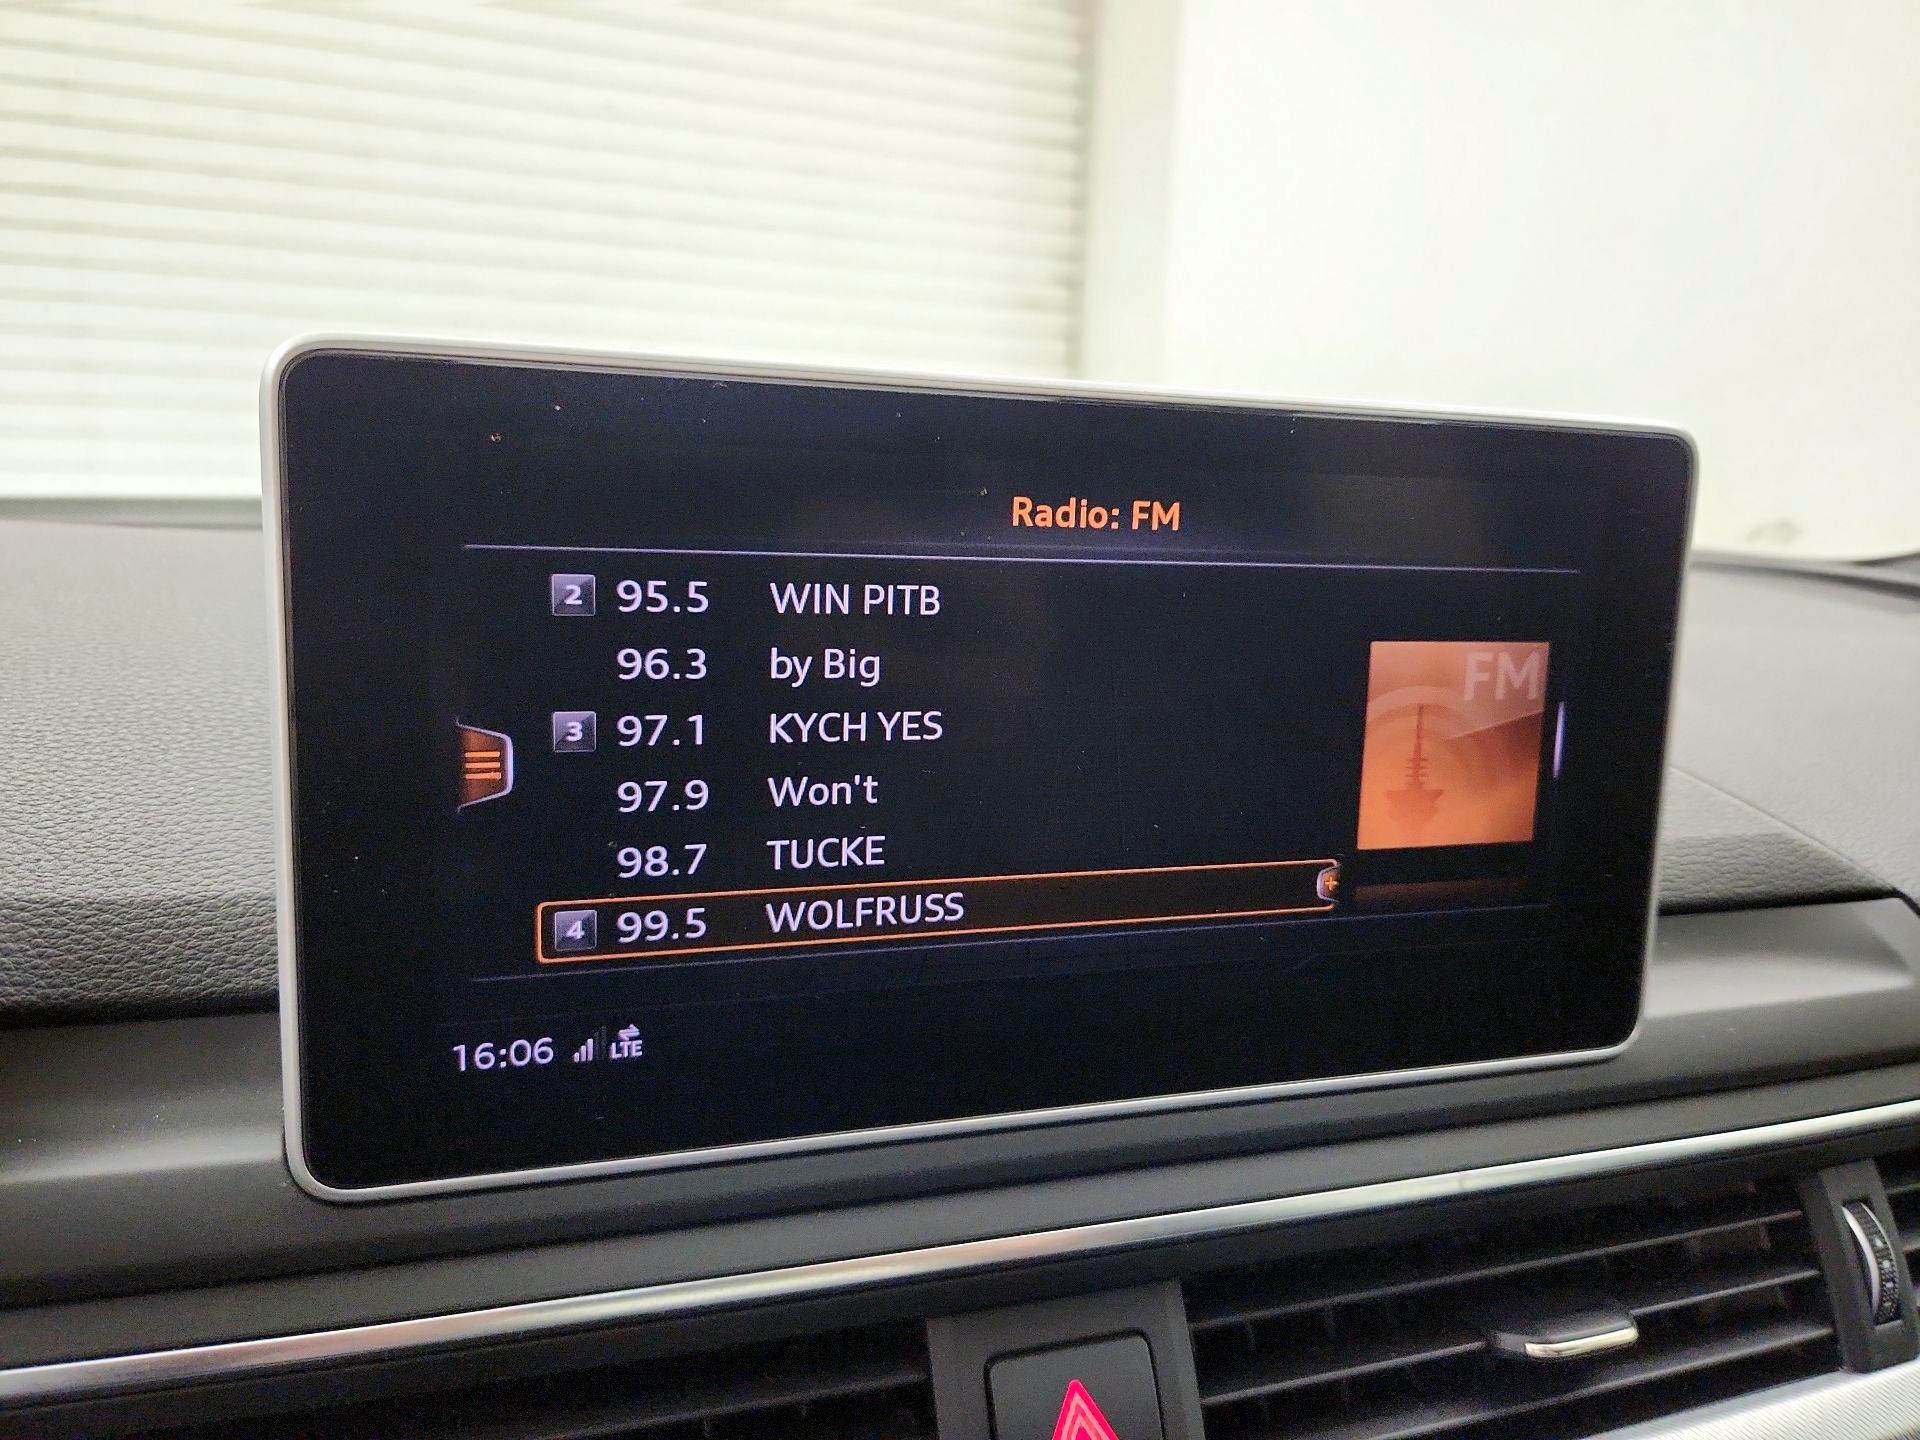 Radio: FM
2 95.5 WIN PITB
96.3 by Big
3 97.1 KYCH YES
97.9 Won't
98.7 TUCKE
4 99.5 WOLFRUSS
FM
16:06 LTE